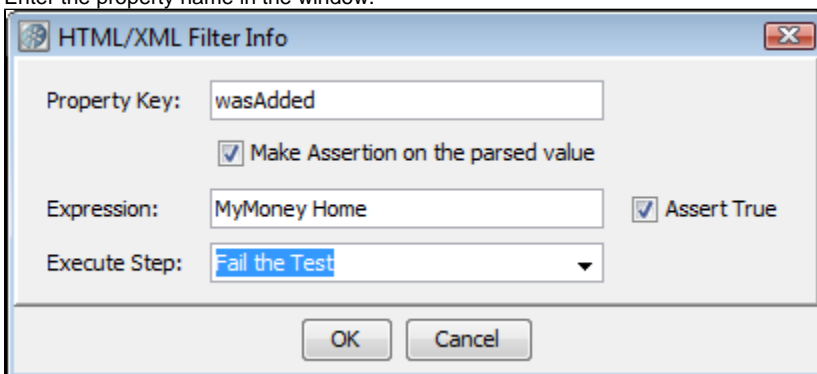 Enter the property name in the window.
HTML/XML Filter Info
Property Key: wasAdded
Make Assertion on the parsed value
Expression: MyMoney Home Assert True
Execute Step: Fail the Test
OK Cancel